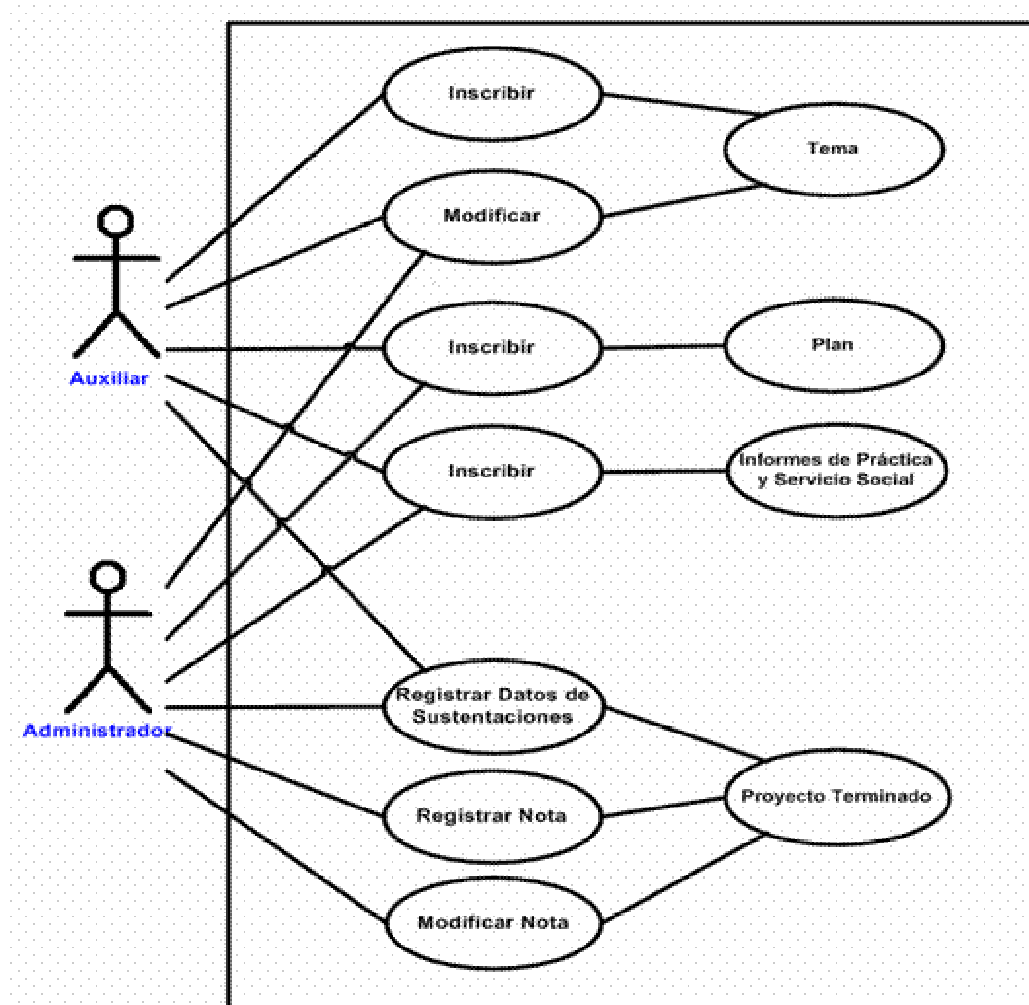 Inscribir
Tema
Modificar
Auxiliar
Inscribir
Plan
Inscribir
Informes de Práctica
y Servicio Social
Administrador
Registrar Datos de
Sustentaciones
Registrar Nota
Proyecto Terminado
Modificar Nota